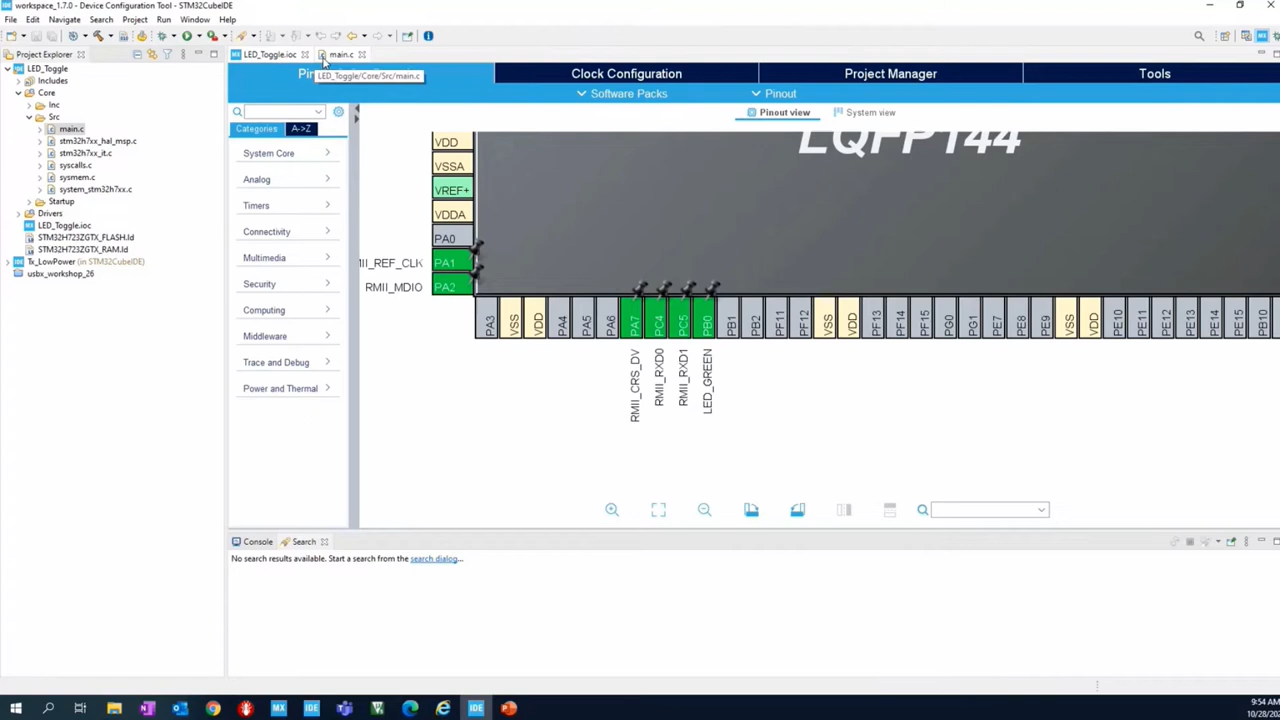 workspace_1.7.0 - Device Configuration Tool - STM32CubeIDE
File Edit Navigate Search Project Run Window Help
Project Explorer
LED_Toggle
Includes
Core
Inc
Src
main.c
stm32h7xx_hal_msp.c
stm32h7xx_it.c
syscalls.c
sysmem.c
system_stm32h7xx.c
Startup
Drivers
LED_Toggle.ioc
STM32H723ZGTX_FLASH.ld
STM32H723ZGTX_RAM.ld
Tx_LowPower (in STM32CubeIDE)
usbx_workshop_26
LED_Toggle.ioc
main.c
LED_Toggle/Core/Src/main.c
Clock Configuration
Project Manager
Tools
Software Packs
Pinout
Pinout view
System view
Categories
A->Z
System Core
Analog
Timers
Connectivity
Multimedia
Security
Computing
Middleware
Trace and Debug
Power and Thermal
LQFP144
VDD
VSSA
VREF+
VDDA
PA0
MII_REF_CLK PA1
RMII_MDIO PA2
PA3 VSS VDD PA4 PA5 PA6 PA7 PC4 PC5 PB0 PB1 PB2 PF11 PF12 VSS VDD PF13 PF14 PF15 PG0 PG1 PE7 PE8 PE9 VSS VDD PE10 PE11 PE12 PE13 PE14 PE15 PB10
RMII_CRS_DV
RMII_RXD0
RMII_RXD1
LED_GREEN
Console
Search
No search results available. Start a search from the search dialog...
MX IDE IDE
9:54 AM